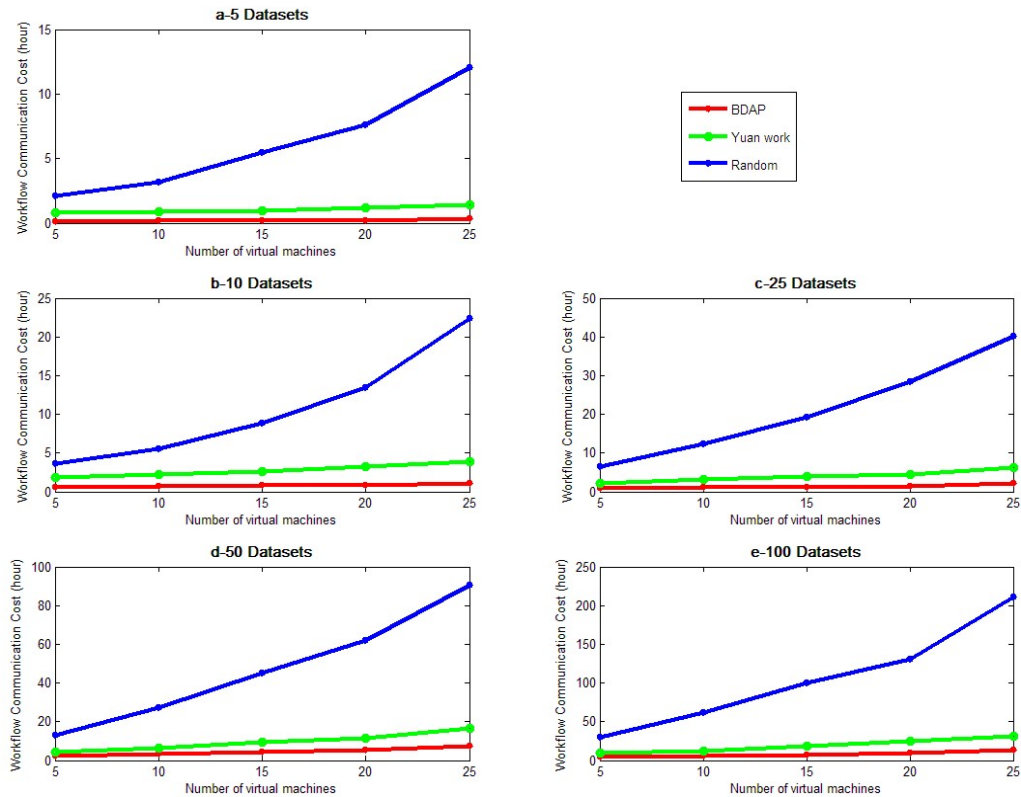 a-5 Datasets
Workflow Communication Cost (hour)
15
10
5
0
5 10 15 20 25
Number of virtual machines
BDAP
Yuan work
Random
b-10 Datasets
Workflow Communication Cost (hour)
25
20
15
10
5
0
5 10 15 20 25
Number of virtual machines
c-25 Datasets
Workflow Communication Cost (hour)
50
40
30
20
10
0
5 10 15 20 25
Number of virtual machines
d-50 Datasets
Workflow Communication Cost (hour)
100
80
60
40
20
0
5 10 15 20 25
Number of virtual machines
e-100 Datasets
Workflow Communication Cost (hour)
250
200
150
100
50
0
5 10 15 20 25
Number of virtual machines